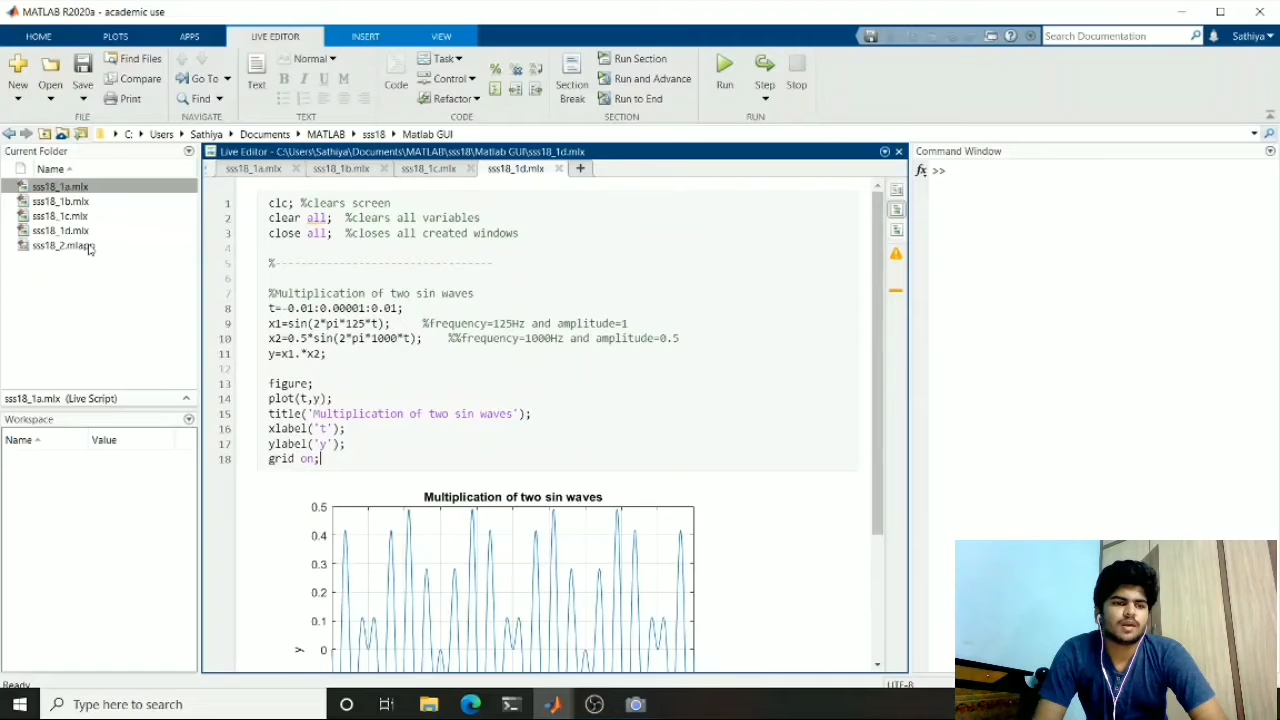 MATLAB R2020a - academic use
HOME PLOTS APPS LIVE EDITOR INSERT VIEW Search Documentation Sathiya
New Open Save Find Files Compare Print
FILE
Go To Find
NAVIGATE
Text Normal B I U M
TEXT
Code Task Control Refactor
CODE
Section Break Run Section Run and Advance Run to End
SECTION
Run Step Stop
RUN
C: Users Sathiya Documents MATLAB sss18 Matlab GUI
Current Folder
Name
sss18_1a.mlx
sss18_1b.mlx
sss18_1c.mlx
sss18_1d.mlx
sss18_2.mlapp
sss18_1a.mlx (Live Script)
Workspace
Name Value
Live Editor - C:\Users\Sathiya\Documents\MATLAB\sss18\Matlab GUI\sss18_1d.mlx
sss18_1a.mlx sss18_1b.mlx sss18_1c.mlx sss18_1d.mlx
1 clc; %clears screen
2 clear all; %clears all variables
3 close all; %closes all created windows
4
5 %-------------------------------
6
7 %Multiplication of two sin waves
8 t=-0.01:0.00001:0.01;
9 x1=sin(2*pi*125*t); %frequency=125Hz and amplitude=1
10 x2=0.5*sin(2*pi*1000*t); %%frequency=1000Hz and amplitude=0.5
11 y=x1.*x2;
12
13 figure;
14 plot(t,y);
15 title('Multiplication of two sin waves');
16 xlabel('t');
17 ylabel('y');
18 grid on;
Multiplication of two sin waves
0.5
0.4
0.3
0.2
0.1
0
y
Command Window
fx >>
Ready
UTF-8
Type here to search